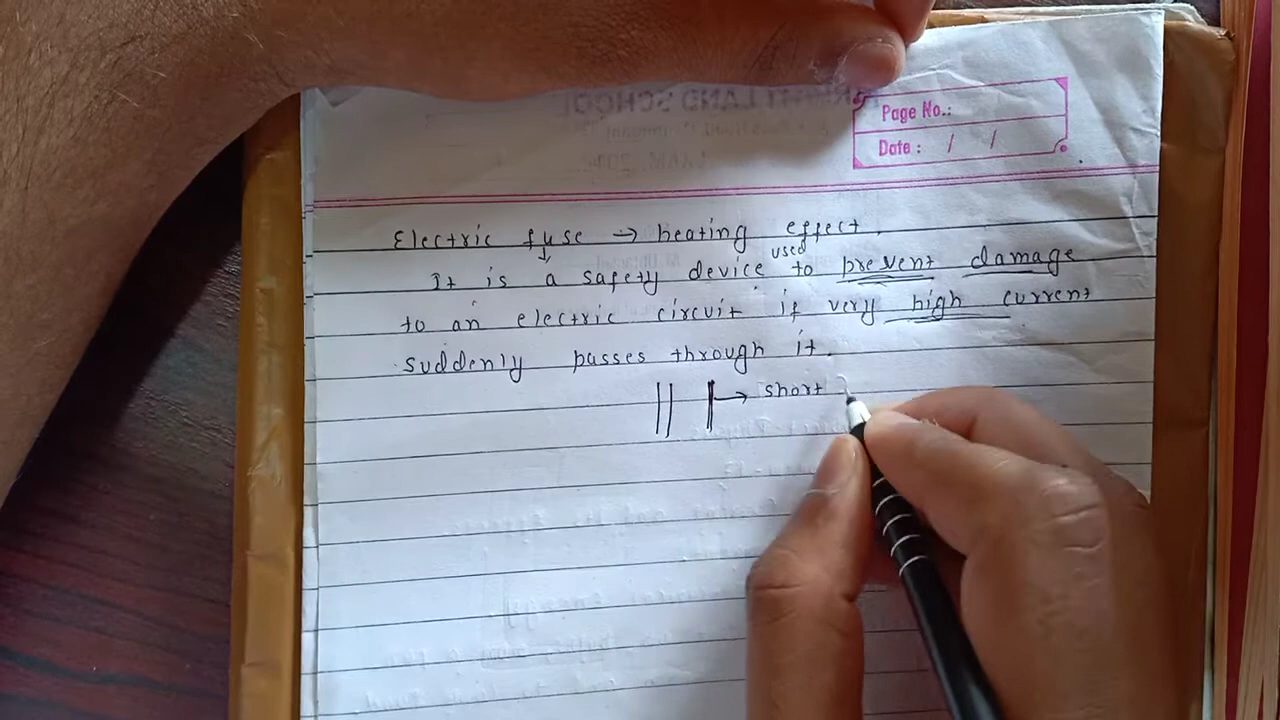 Page No.:
Date : / /
Electric fuse → heating effect.
↓ used
It is a safety device to prevent damage
to an electric circuit if very high current
suddenly passes through it.
→ short